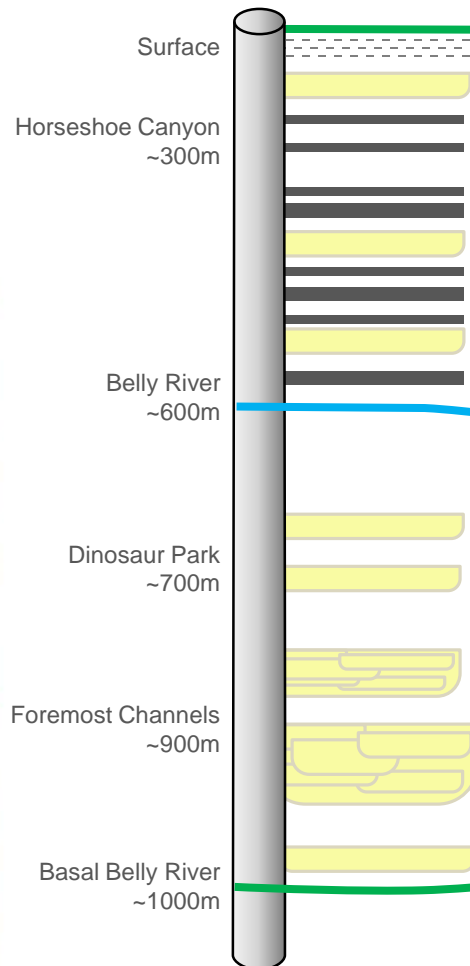 Surface
Horseshoe Canyon
~300m
Belly River
~600m
Dinosaur Park
~700m
Foremost Channels
~900m
Basal Belly River
~1000m